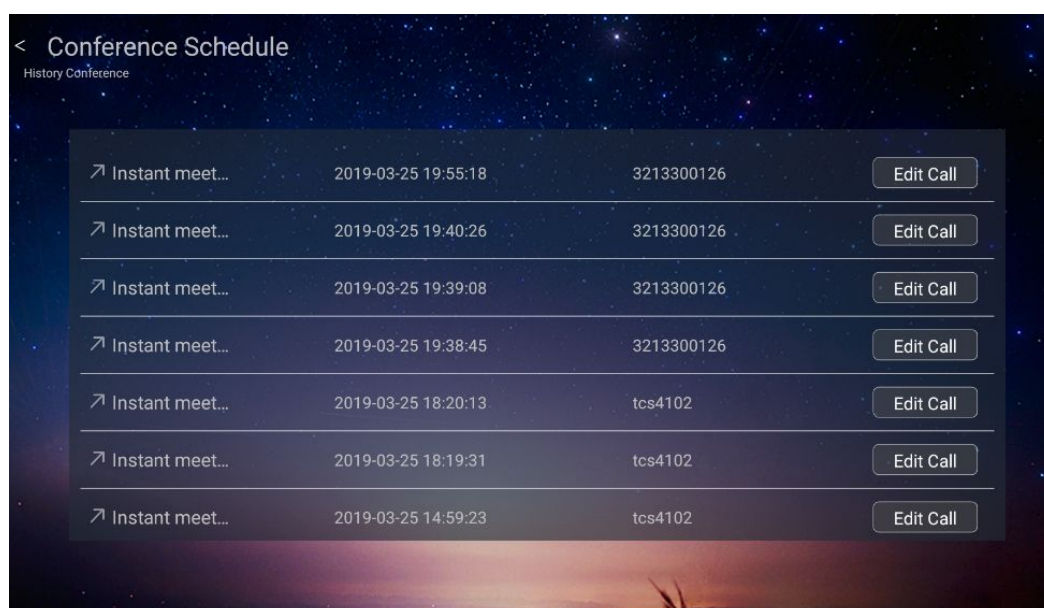 < Conference Schedule
History Conference
Instant meet... 2019-03-25 19:55:18 3213300126 Edit Call
Instant meet... 2019-03-25 19:40:26 3213300126 Edit Call
Instant meet... 2019-03-25 19:39:08 3213300126 Edit Call
Instant meet... 2019-03-25 19:38:45 3213300126 Edit Call
Instant meet... 2019-03-25 18:20:13 tcs4102 Edit Call
Instant meet... 2019-03-25 18:19:31 tcs4102 Edit Call
Instant meet... 2019-03-25 14:59:23 tcs4102 Edit Call